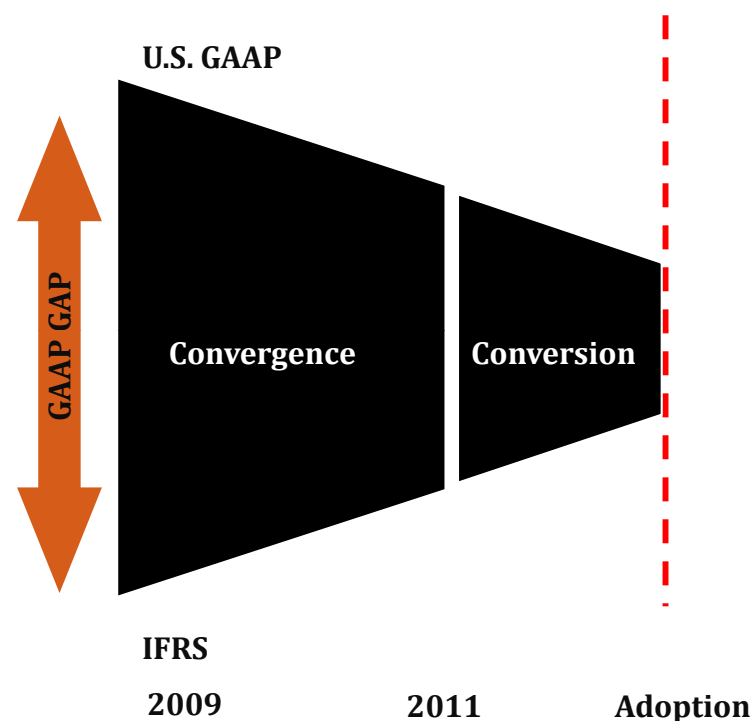 U.S. GAAP
GAAP GAP
Convergence
Conversion
IFRS
2009
2011
Adoption